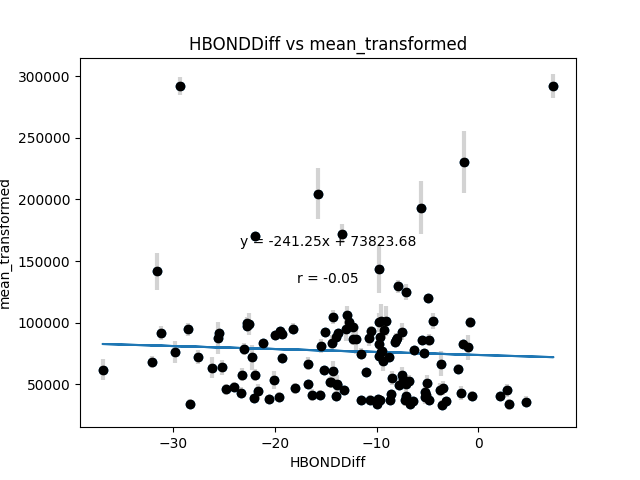 HBONDDiff vs mean_transformed
300000
250000
200000
150000
100000
50000
mean_transformed
y = -241.25x + 73823.68
r = -0.05
−30
−20
−10
0
HBONDDiff